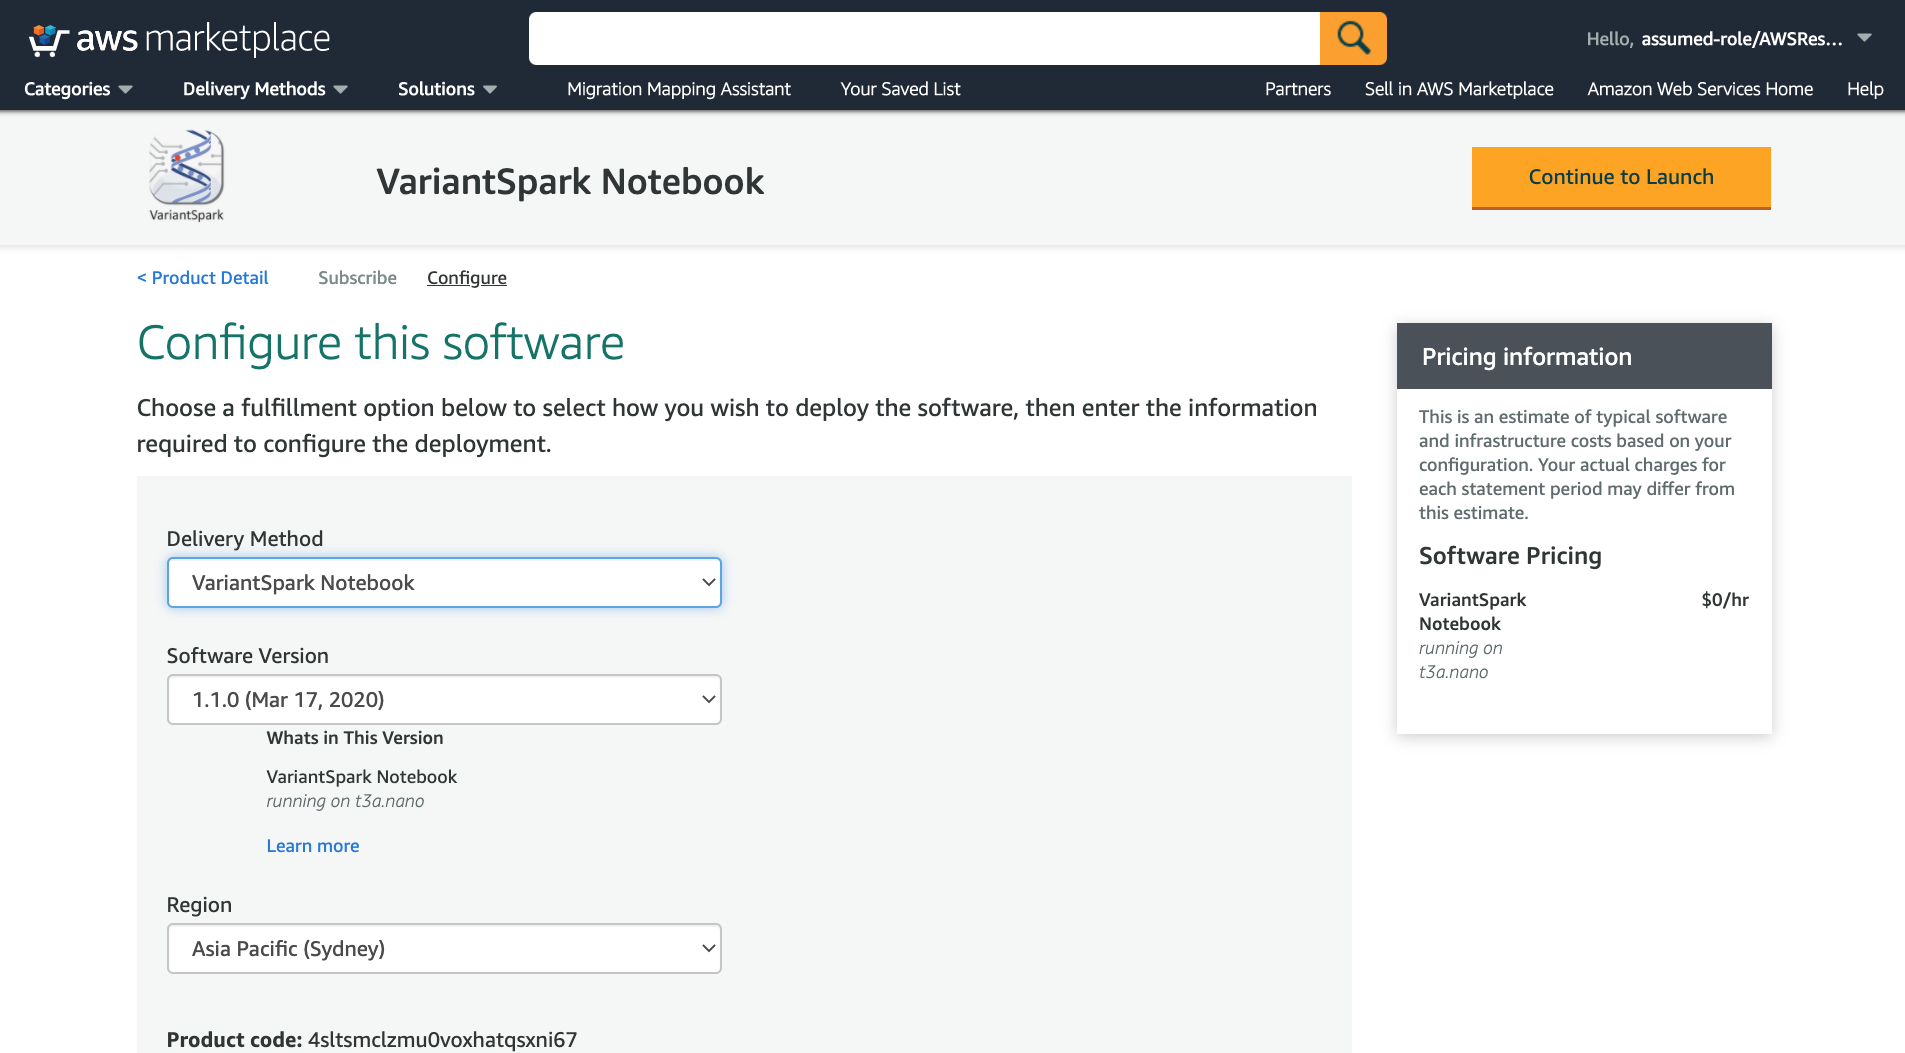 aws marketplace
Hello, assumed-role/AWSRes...
Categories Delivery Methods Solutions Migration Mapping Assistant Your Saved List Partners Sell in AWS Marketplace Amazon Web Services Home Help
VariantSpark
VariantSpark Notebook
Continue to Launch
< Product Detail Subscribe Configure
Configure this software
Choose a fulfillment option below to select how you wish to deploy the software, then enter the information
required to configure the deployment.
Delivery Method
VariantSpark Notebook
Software Version
1.1.0 (Mar 17, 2020)
Whats in This Version
VariantSpark Notebook
running on t3a.nano
Learn more
Region
Asia Pacific (Sydney)
Product code: 4sltsmclzmu0voxhatqsxni67
Pricing information
This is an estimate of typical software
and infrastructure costs based on your
configuration. Your actual charges for
each statement period may differ from
this estimate.
Software Pricing
VariantSpark $0/hr
Notebook
running on
t3a.nano